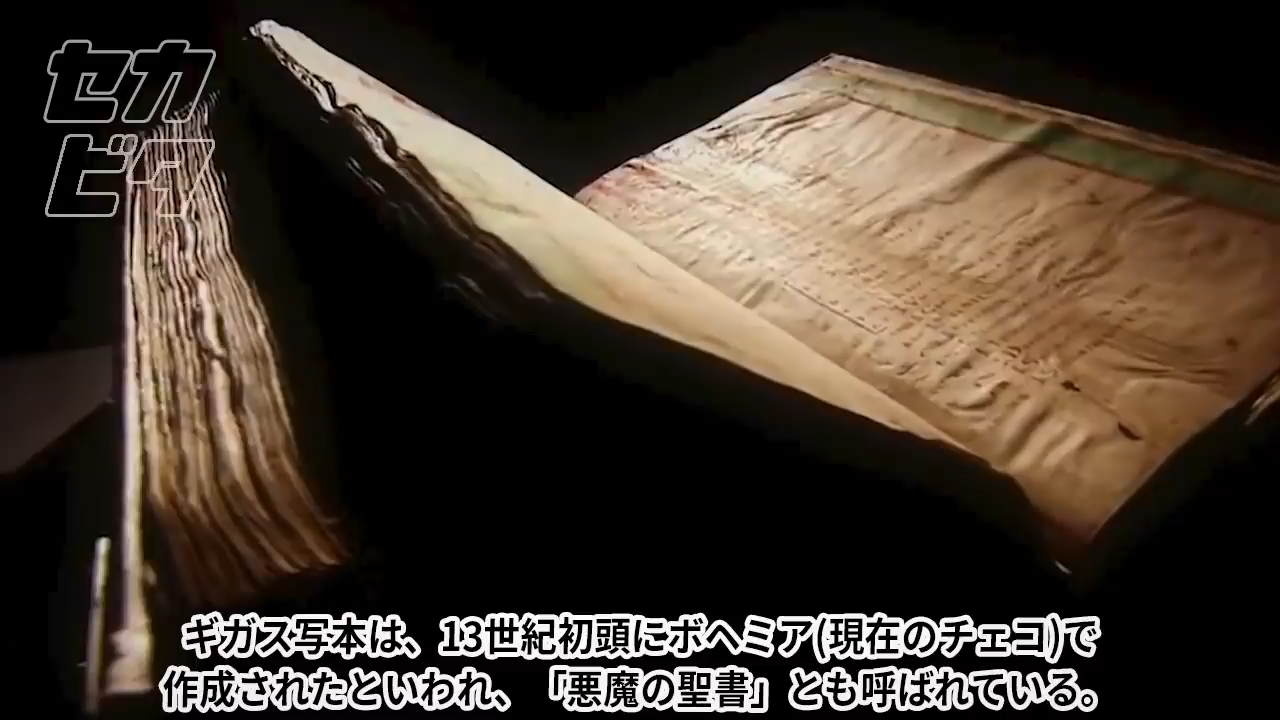 セカ
ビタ
ギガス写本は、13世紀初頭にボヘミア(現在のチェコ)で
作成されたといわれ、「悪魔の聖書」とも呼ばれている。